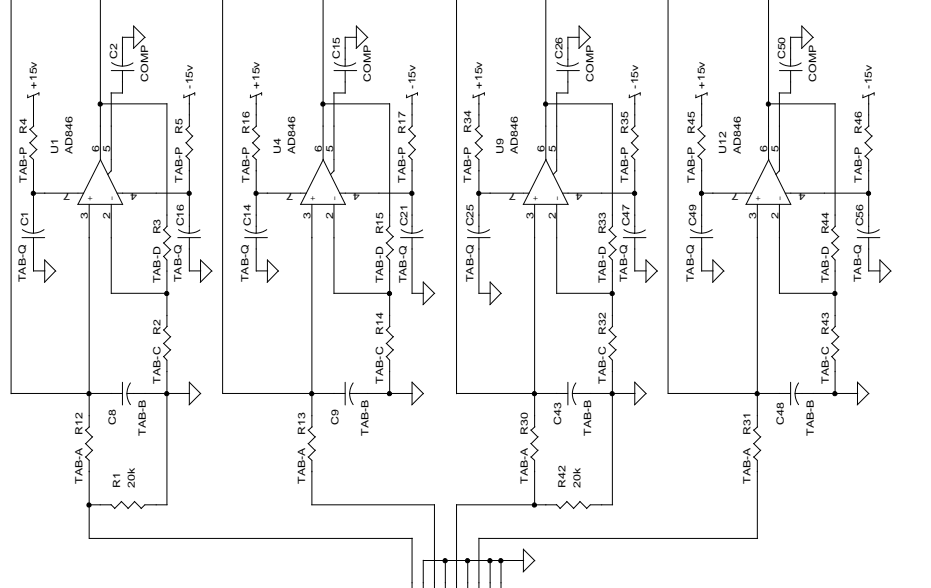 +15v
R4
TAB-P
U1
AD846
C2
COMP
-15v
R5
TAB-P
6
5
7
4
+
-
3
2
C1
TAB-Q
R3
TAB-D
C16
TAB-Q
R2
TAB-C
R12
TAB-A
C8
TAB-B
R1
20k
+15v
R16
TAB-P
U4
AD846
C15
COMP
-15v
R17
TAB-P
6
5
7
4
+
-
3
2
C14
TAB-Q
R15
TAB-D
C21
TAB-Q
R14
TAB-C
R13
TAB-A
C9
TAB-B
+15v
R34
TAB-P
U9
AD846
C26
COMP
-15v
R35
TAB-P
6
5
7
4
+
-
3
2
C25
TAB-Q
R33
TAB-D
C47
TAB-Q
R32
TAB-C
R30
TAB-A
C43
TAB-B
R42
20k
+15v
R45
TAB-P
U12
AD846
C50
COMP
-15v
R46
TAB-P
6
5
7
4
+
-
3
2
C49
TAB-Q
R44
TAB-D
C56
TAB-Q
R43
TAB-C
R31
TAB-A
C48
TAB-B